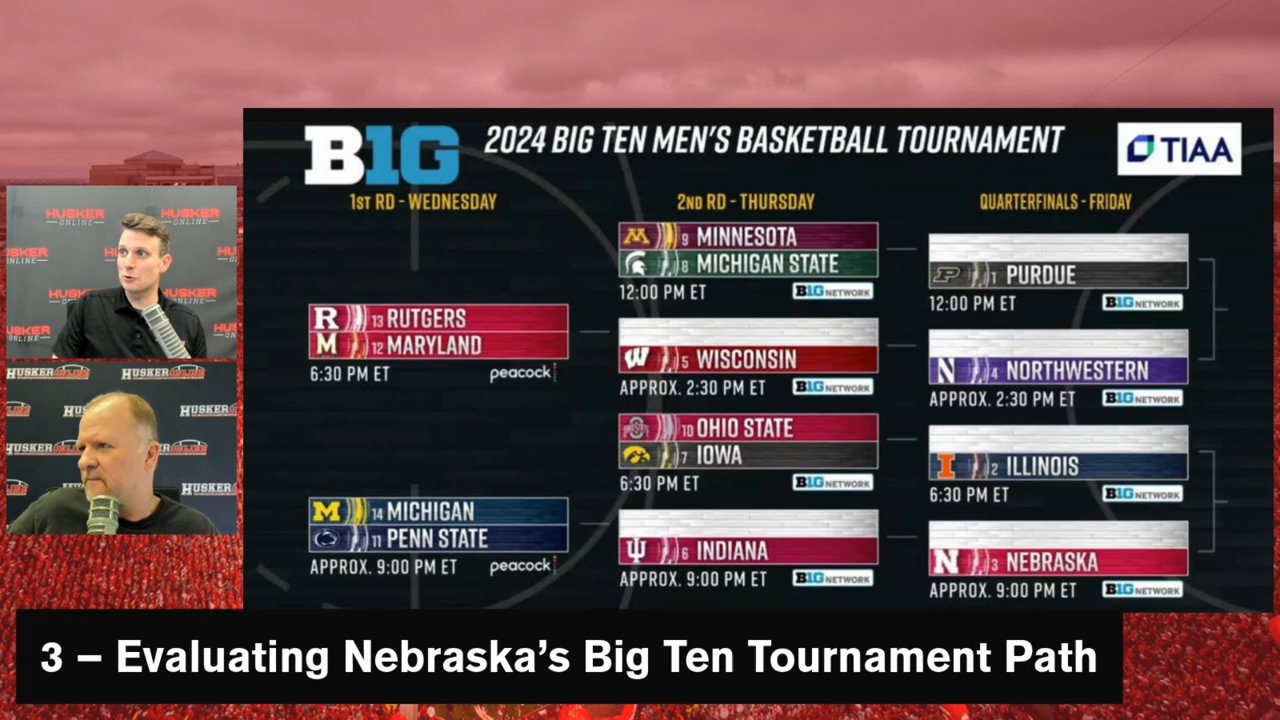 B1G
2024 BIG TEN MEN'S BASKETBALL TOURNAMENT
TIAA
1ST RD - WEDNESDAY
13 RUTGERS
12 MARYLAND
6:30 PM ET peacock
14 MICHIGAN
11 PENN STATE
APPROX. 9:00 PM ET peacock
2ND RD - THURSDAY
9 MINNESOTA
8 MICHIGAN STATE
12:00 PM ET B1G NETWORK
5 WISCONSIN
APPROX. 2:30 PM ET B1G NETWORK
10 OHIO STATE
7 IOWA
6:30 PM ET B1G NETWORK
6 INDIANA
APPROX. 9:00 PM ET B1G NETWORK
QUARTERFINALS - FRIDAY
1 PURDUE
12:00 PM ET B1G NETWORK
4 NORTHWESTERN
APPROX. 2:30 PM ET B1G NETWORK
2 ILLINOIS
6:30 PM ET B1G NETWORK
3 NEBRASKA
APPROX. 9:00 PM ET B1G NETWORK
HUSKER
ONLINE
HUSKER
ONLINE
HUSKERONLINE
HUSKERONLINE
3 – Evaluating Nebraska's Big Ten Tournament Path